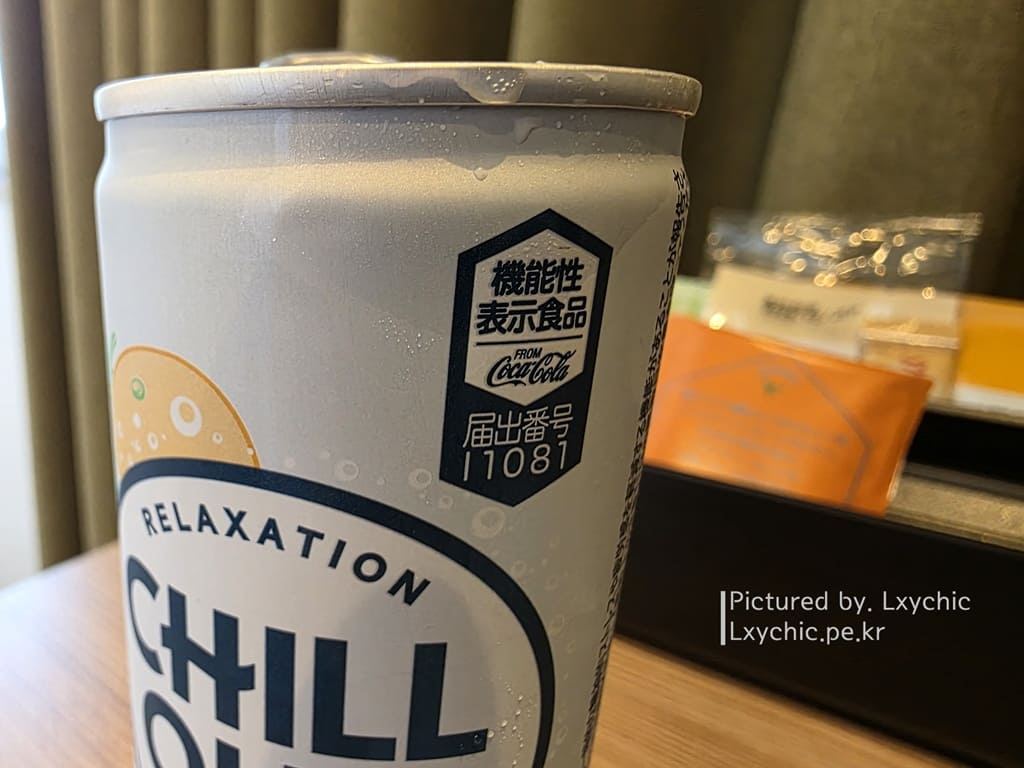 機能性
表示食品
FROM
Coca-Cola
届出番号
I1081
RELAXATION
CHILL
Pictured by. Lxychic
Lxychic.pe.kr